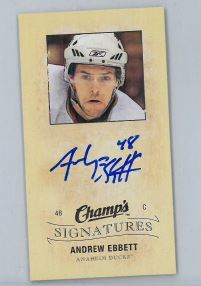 48
48 C
Champ's
SIGNATURES
ANDREW EBBETT
ANAHEIM DUCKS